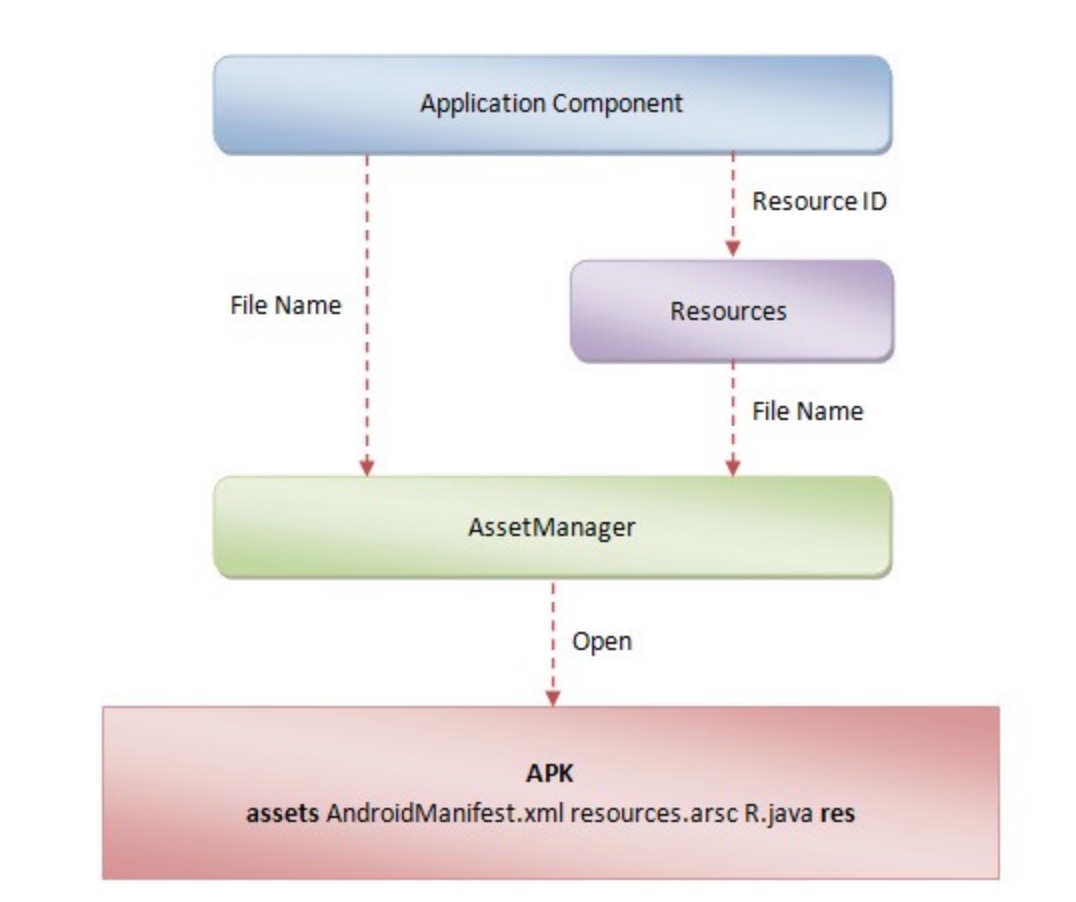 Application Component
Resource ID
File Name
Resources
File Name
AssetManager
Open
APK
assets AndroidManifest.xml resources.arsc R.java res